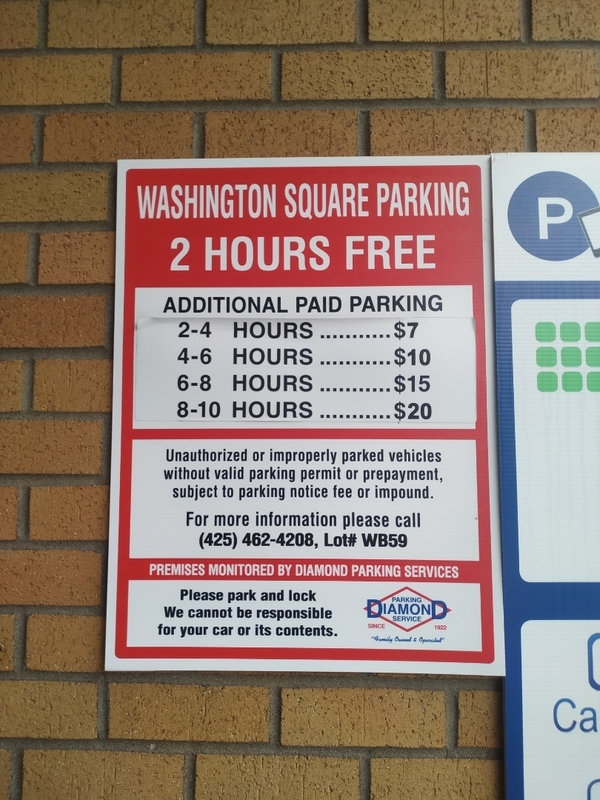 WASHINGTON SQUARE PARKING
2 HOURS FREE
ADDITIONAL PAID PARKING
2-4 HOURS ...........$7
4-6 HOURS ...........$10
6-8 HOURS ...........$15
8-10 HOURS ...........$20
Unauthorized or improperly parked vehicles
without valid parking permit or prepayment,
subject to parking notice fee or impound.
For more information please call
(425) 462-4208, Lot# WB59
PREMISES MONITORED BY DIAMOND PARKING SERVICES
Please park and lock
We cannot be responsible
for your car or its contents.
PARKING
DIAMOND
SERVICE
SINCE 1922
"Family Owned & Operated"
P
Ca